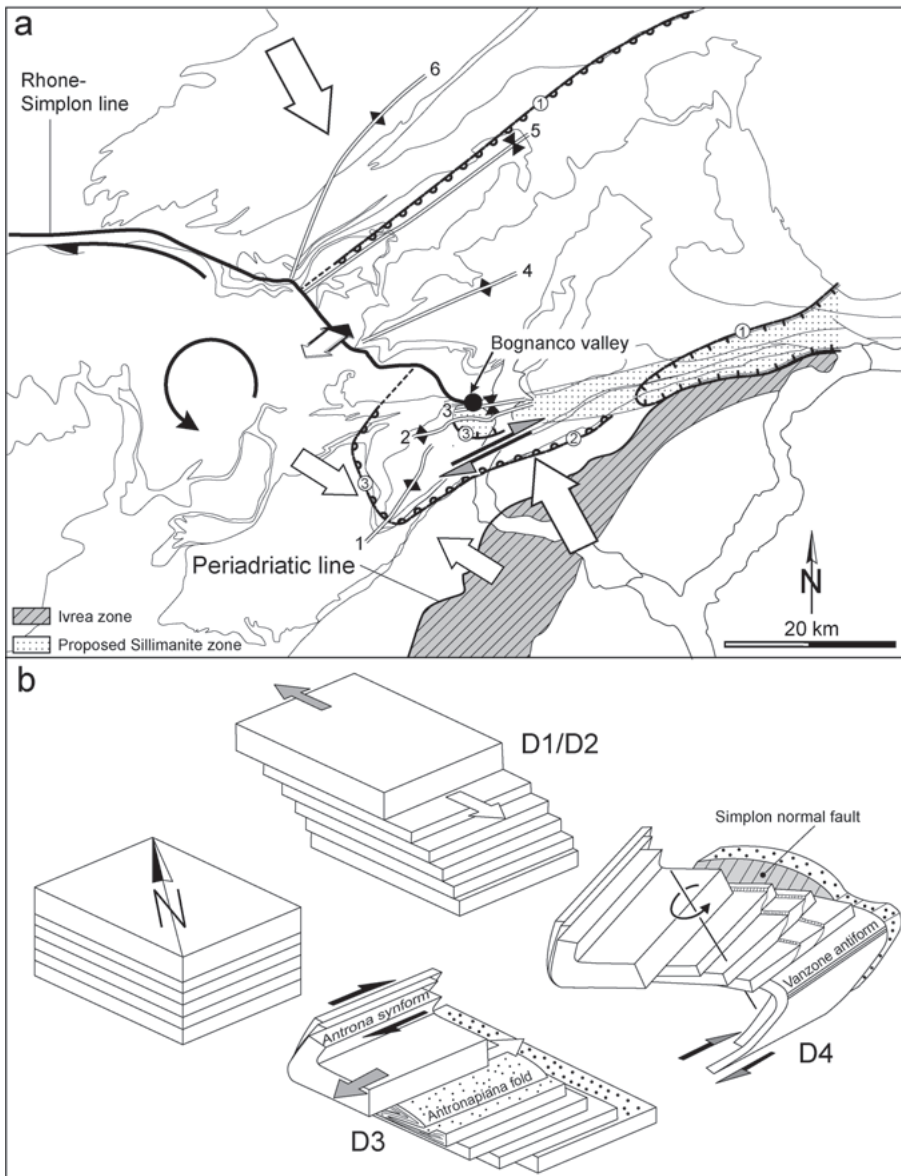 a
Rhone-
Simplon line
6
1
5
4
1
Bognanco valley
3
2
3
2
3
1
Periadriatic line
N
Ivrea zone
Proposed Sillimanite zone
20 km
b
D1/D2
Simplon normal fault
N
Vanzone antiform
Antrona synform
D4
Antronapiana fold
D3